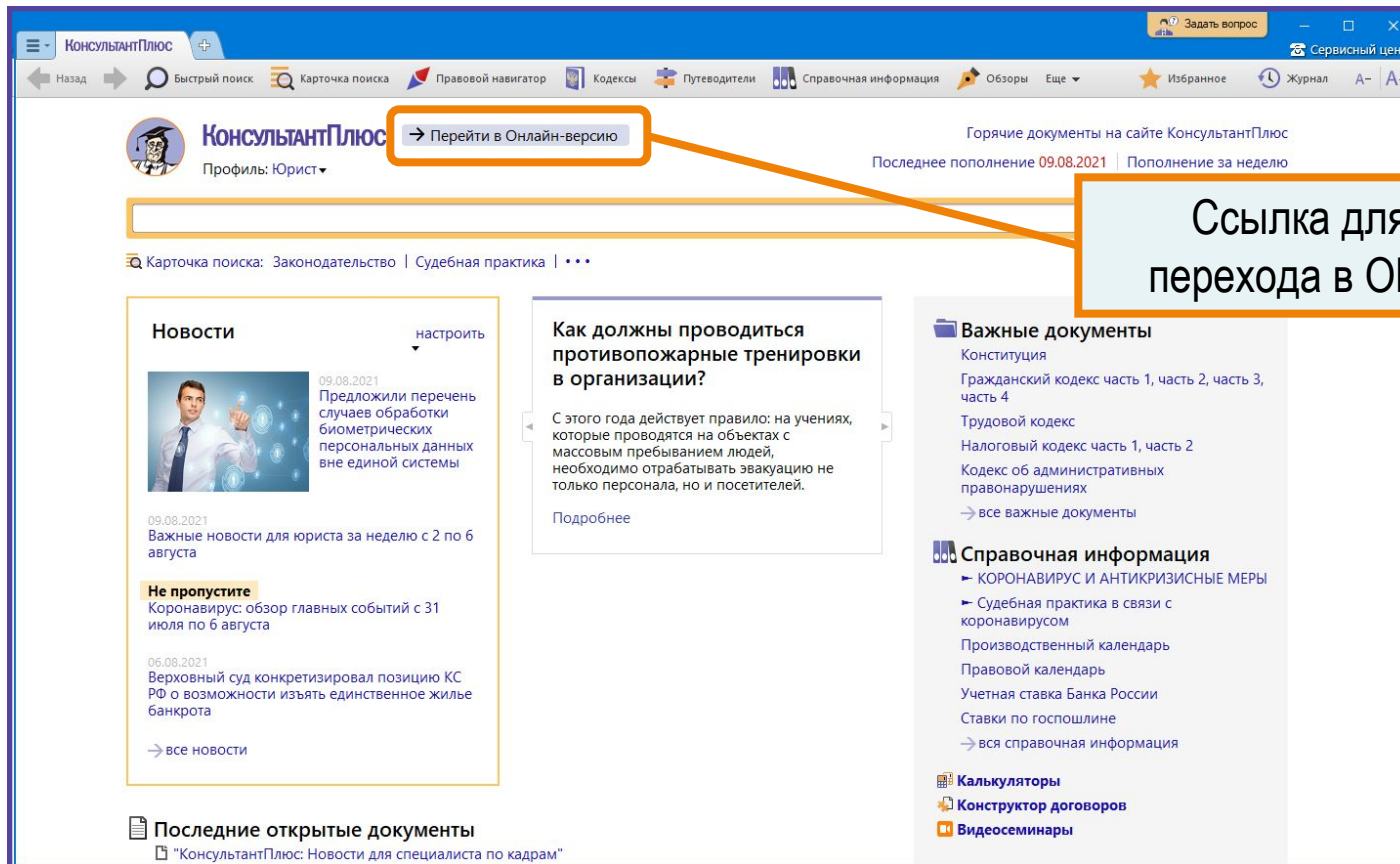 Задать вопрос
КонсультантПлюс
Сервисный цен
Назад Быстрый поиск Карточка поиска Правовой навигатор Кодексы Путеводители Справочная информация Обзоры Еще Избранное Журнал А- А
КонсультантПлюс
→ Перейти в Онлайн-версию
Профиль: Юрист
Горячие документы на сайте КонсультантПлюс
Последнее пополнение 09.08.2021 | Пополнение за неделю
Ссылка для
перехода в О
Карточка поиска: Законодательство | Судебная практика | •••
Новости
настроить
09.08.2021
Предложили перечень
случаев обработки
биометрических
персональных данных
вне единой системы
09.08.2021
Важные новости для юриста за неделю с 2 по 6
августа
Не пропустите
Коронавирус: обзор главных событий с 31
июля по 6 августа
06.08.2021
Верховный суд конкретизировал позицию КС
РФ о возможности изъять единственное жилье
банкрота
→ все новости
Как должны проводиться
противопожарные тренировки
в организации?
С этого года действует правило: на учениях,
которые проводятся на объектах с
массовым пребыванием людей,
необходимо отрабатывать эвакуацию не
только персонала, но и посетителей.
Подробнее
Важные документы
Конституция
Гражданский кодекс часть 1, часть 2, часть 3,
часть 4
Трудовой кодекс
Налоговый кодекс часть 1, часть 2
Кодекс об административных
правонарушениях
→ все важные документы
Справочная информация
► КОРОНАВИРУС И АНТИКРИЗИСНЫЕ МЕРЫ
► Судебная практика в связи с
коронавирусом
Производственный календарь
Правовой календарь
Учетная ставка Банка России
Ставки по госпошлине
→ вся справочная информация
Калькуляторы
Конструктор договоров
Видеосеминары
Последние открытые документы
"КонсультантПлюс: Новости для специалиста по кадрам"